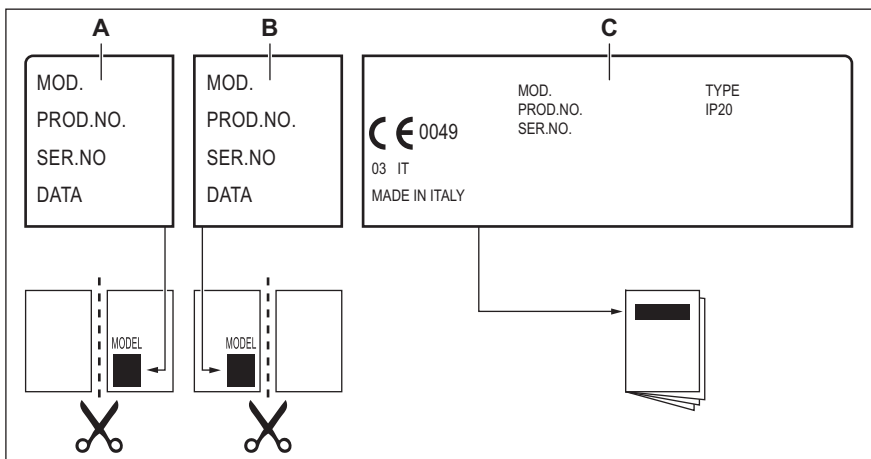 A
B
C
MOD.
PROD.NO.
SER.NO
DATA
MOD.
PROD.NO.
SER.NO
DATA
MOD.
PROD.NO.
SER.NO.
TYPE
IP20
CE 0049
03 IT
MADE IN ITALY
MODEL
MODEL